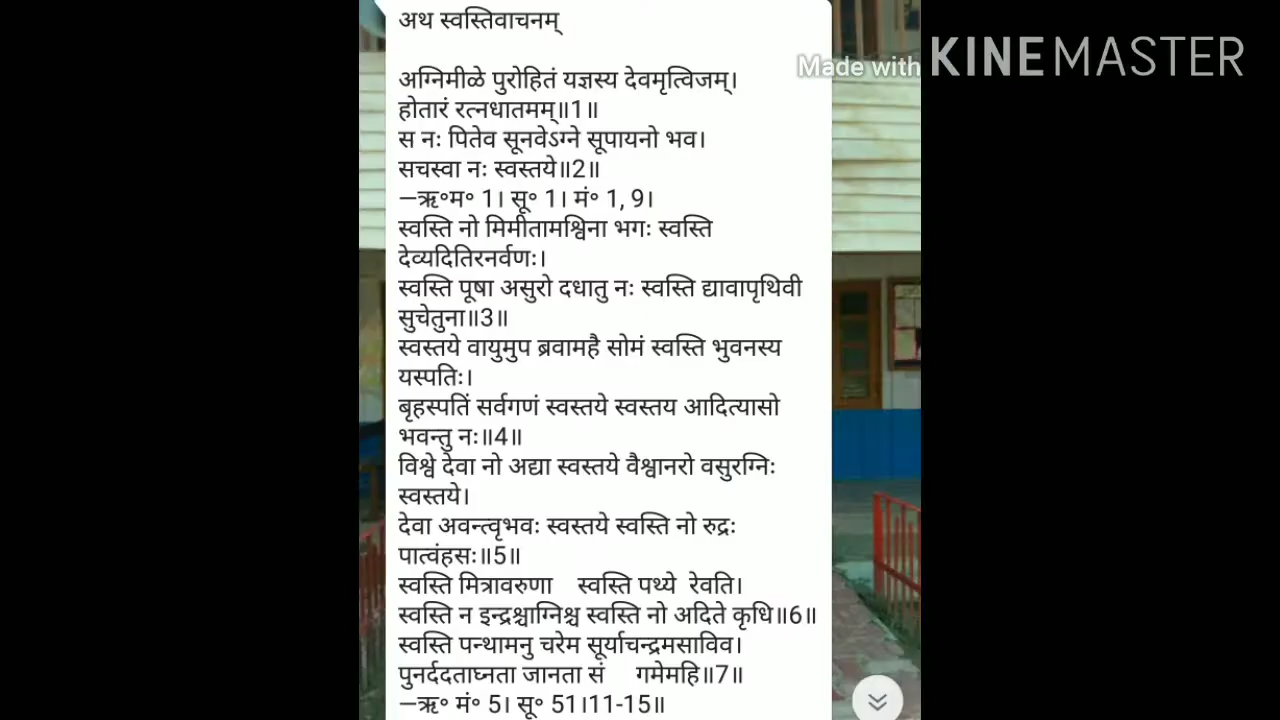 अथ स्वस्तिवाचनम्
Made with KINEMASTER
अग्निमीळे पुरोहितं यज्ञस्य देवमृत्विजम्।
होतारं रत्नधातमम्॥1॥
स नः पितेव सूनवेऽग्ने सूपायनो भव।
सचस्वा नः स्वस्तये॥2॥
—ऋ॰म॰ 1। सू॰ 1। मं॰ 1, 9।
स्वस्ति नो मिमीतामश्विना भगः स्वस्ति
देव्यदितिरनर्वणः।
स्वस्ति पूषा असुरो दधातु नः स्वस्ति द्यावापृथिवी
सुचेतुना॥3॥
स्वस्तये वायुमुप ब्रवामहै सोमं स्वस्ति भुवनस्य
यस्पतिः।
बृहस्पतिं सर्वगणं स्वस्तये स्वस्तय आदित्यासो
भवन्तु नः॥4॥
विश्वे देवा नो अद्या स्वस्तये वैश्वानरो वसुरग्निः
स्वस्तये।
देवा अवन्त्वृभवः स्वस्तये स्वस्ति नो रुद्रः
पात्वंहसः॥5॥
स्वस्ति मित्रावरुणा स्वस्ति पथ्ये रेवति।
स्वस्ति न इन्द्रश्चाग्निश्च स्वस्ति नो अदिते कृधि॥6॥
स्वस्ति पन्थामनु चरेम सूर्याचन्द्रमसाविव।
पुनर्ददताघ्नता जानता सं गमेमहि॥7॥
—ऋ॰ मं॰ 5। सू॰ 51।11-15॥